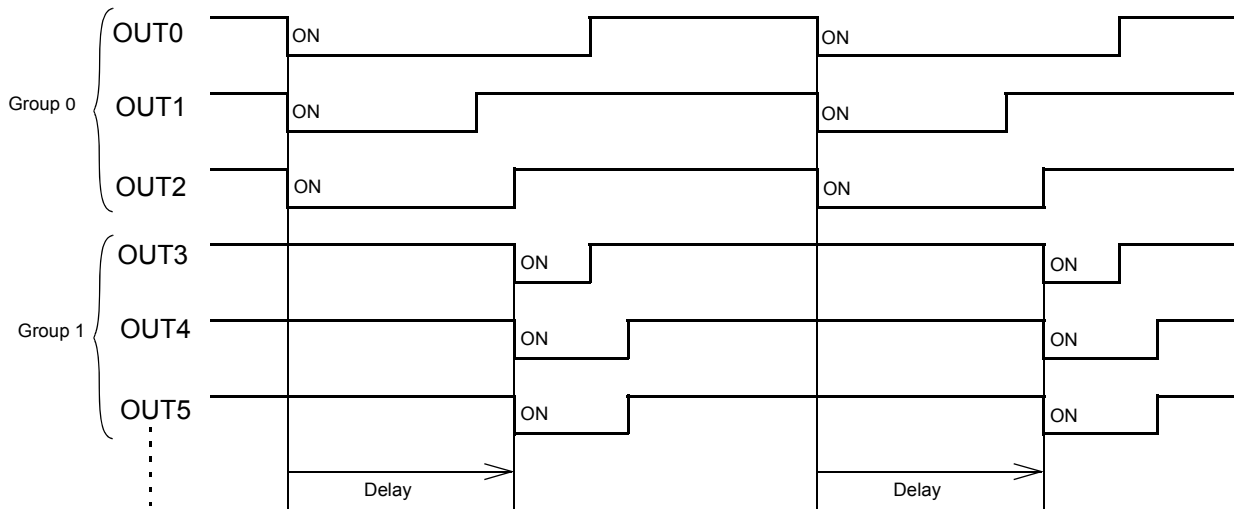 OUT0 ON ON
Group 0 OUT1 ON ON
OUT2 ON ON
OUT3 ON ON
Group 1 OUT4 ON ON
OUT5 ON ON
Delay Delay